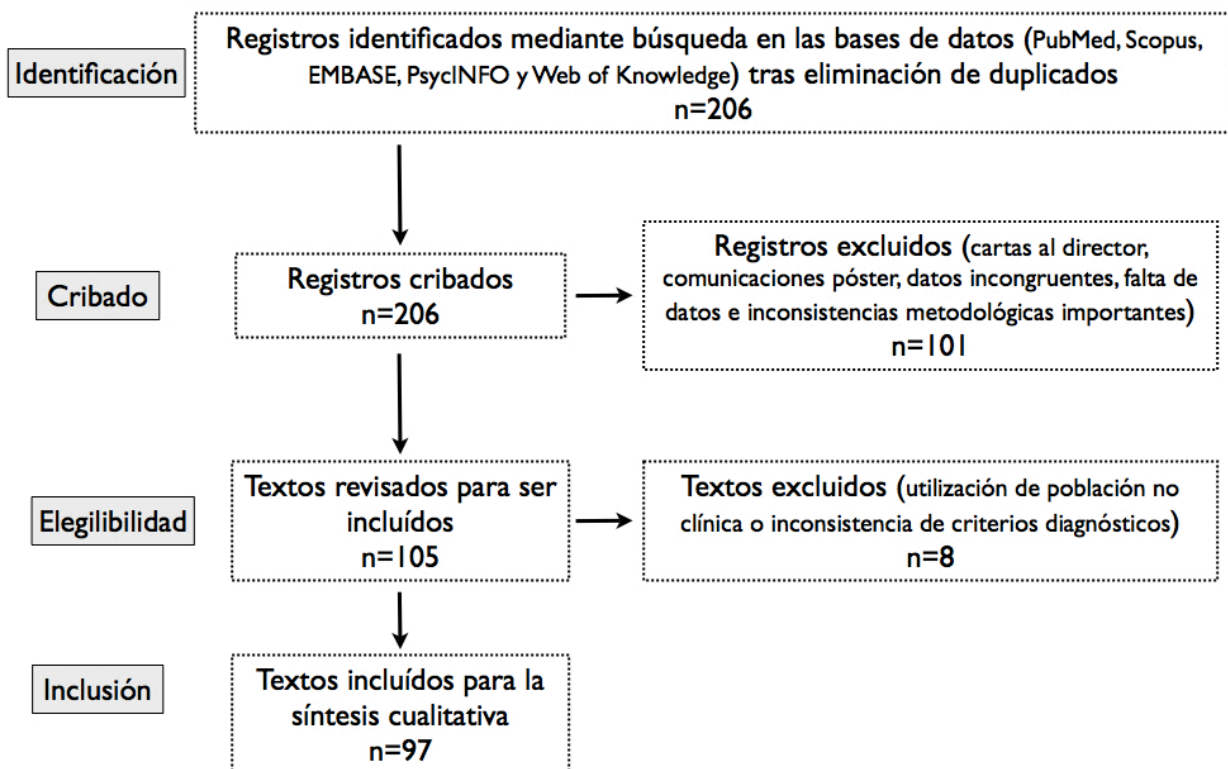 Identificación
Registros identificados mediante búsqueda en las bases de datos (PubMed, Scopus,
EMBASE, PsycINFO y Web of Knowledge) tras eliminación de duplicados
n=206
Cribado
Registros cribados
n=206
Registros excluidos (cartas al director,
comunicaciones póster, datos incongruentes, falta de
datos e inconsistencias metodológicas importantes)
n=101
Elegilibilidad
Textos revisados para ser
incluídos
n=105
Textos excluidos (utilización de población no
clínica o inconsistencia de criterios diagnósticos)
n=8
Inclusión
Textos incluídos para la
síntesis cualitativa
n=97